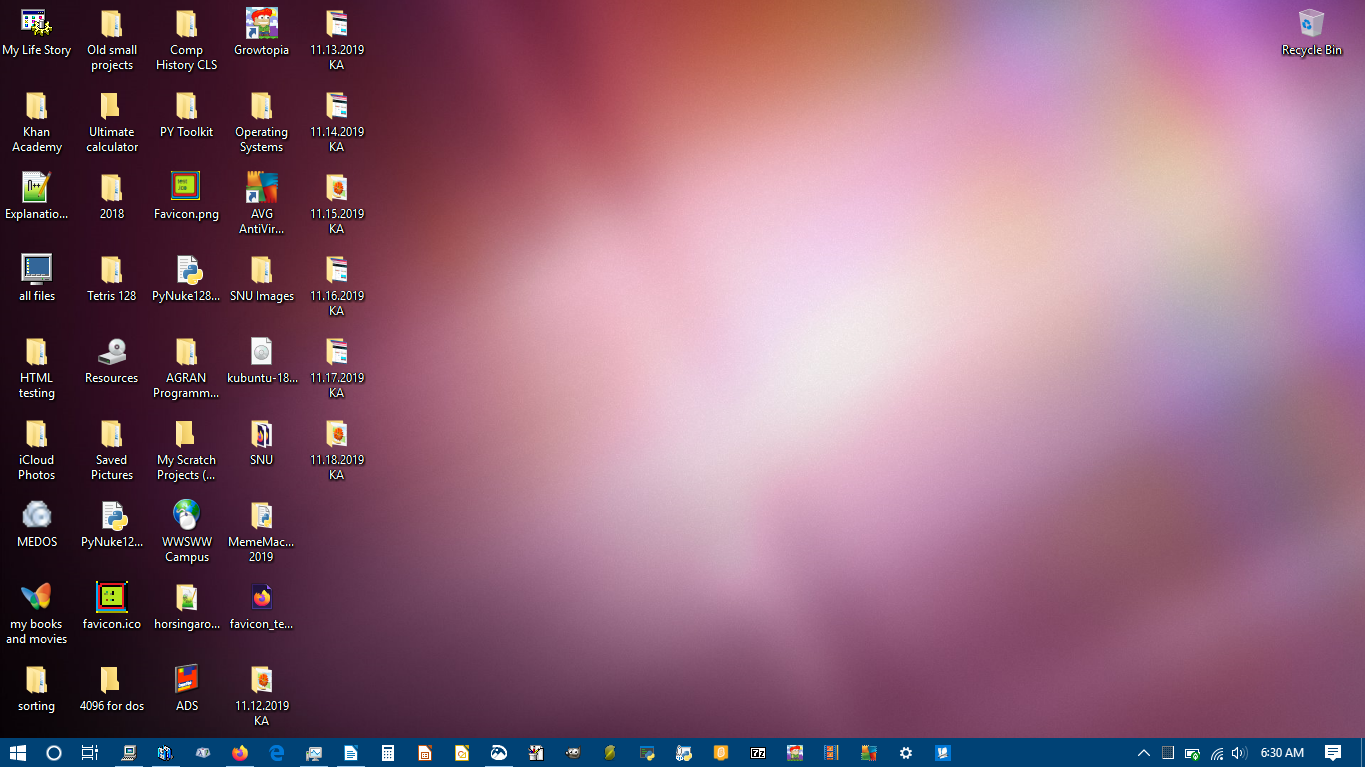 My Life Story
Old small
projects
Comp
History CLS
Growtopia
11.13.2019
KA
Recycle Bin
Khan
Academy
Ultimate
calculator
PY Toolkit
Operating
Systems
11.14.2019
KA
Explanatio...
2018
test
.ico
Favicon.png
AVG
AntiVir...
11.15.2019
KA
all files
Tetris 128
PyNuke128...
SNU Images
11.16.2019
KA
HTML
testing
Resources
AGRAN
Programm...
kubuntu-18...
11.17.2019
KA
iCloud
Photos
Saved
Pictures
My Scratch
Projects (...
SNU
11.18.2019
KA
MEDOS
PyNuke12...
WWSWW
Campus
MemeMac...
2019
my books
and movies
favicon.ico
horsingaro...
favicon_te...
sorting
4096 for dos
ADS
11.12.2019
KA
7z
6:30 AM